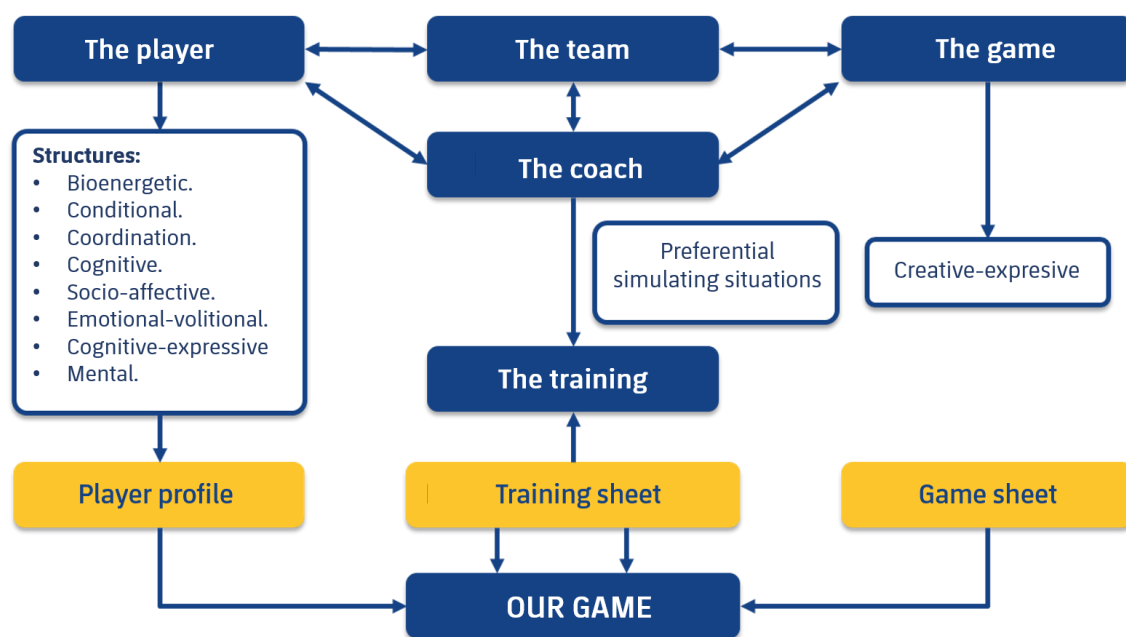 The player
The team
The game
Structures:
• Bioenergetic.
• Conditional.
• Coordination.
• Cognitive.
• Socio-affective.
• Emotional-volitional.
• Cognitive-expressive
• Mental.
The coach
Preferential
simulating situations
Creative-expresive
The training
Player profile
Training sheet
Game sheet
OUR GAME